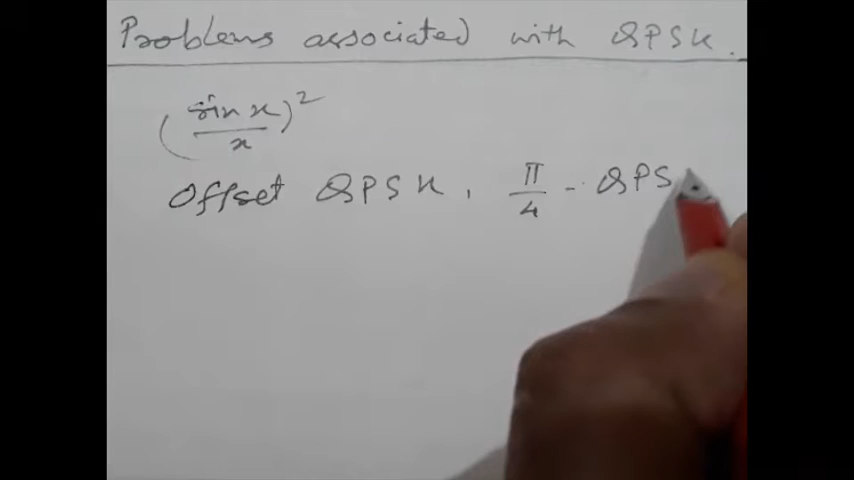 Problems associated with QPSK.
(sin x/x)²
Offset QPSK, π/4 - QPS